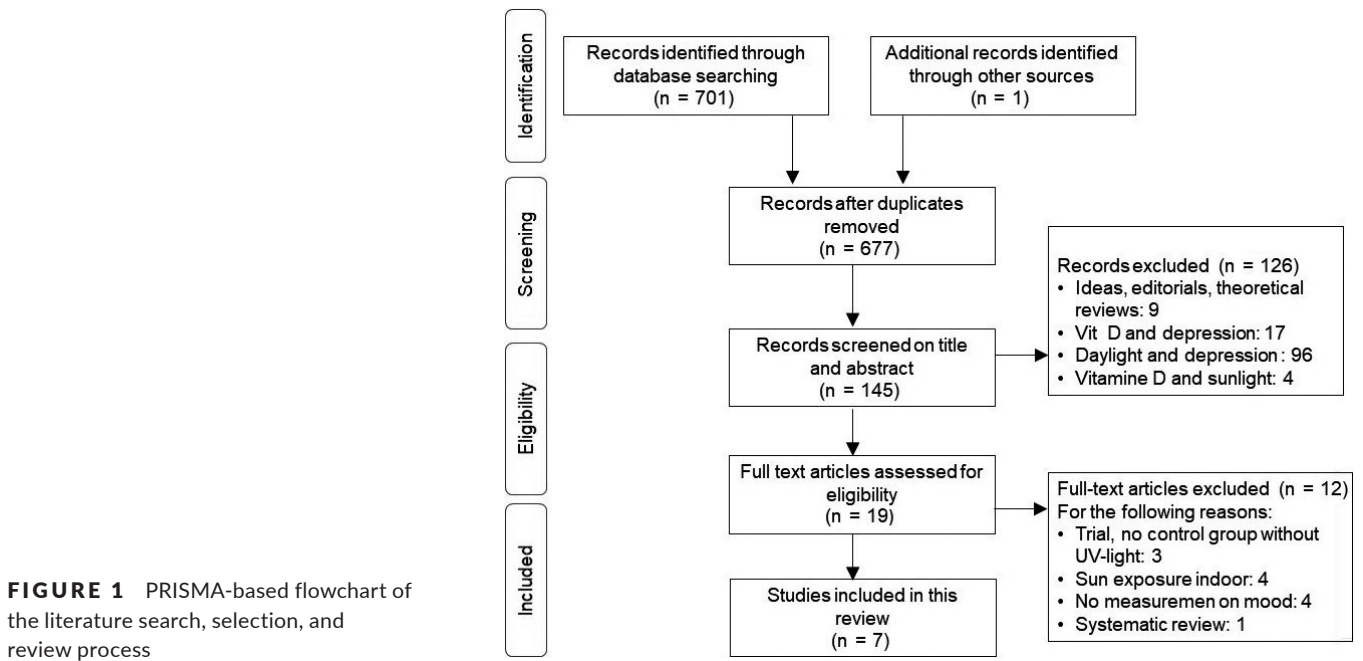 Identification
Records identified through
database searching
(n = 701)
Additional records identified
through other sources
(n = 1)
Screening
Records after duplicates
removed
(n = 677)
Records excluded (n = 126)
• Ideas, editorials, theoretical
reviews: 9
• Vit D and depression: 17
• Daylight and depression : 96
• Vitamine D and sunlight: 4
Eligibility
Records screened on title
and abstract
(n = 145)
Full text articles assessed for
eligibility
(n = 19)
Full-text articles excluded (n = 12)
For the following reasons:
• Trial, no control group without
UV-light: 3
• Sun exposure indoor: 4
• No measuremen on mood: 4
• Systematic review: 1
Included
Studies included in this
review
(n = 7)
FIGURE 1 PRISMA-based flowchart of
the literature search, selection, and
review process